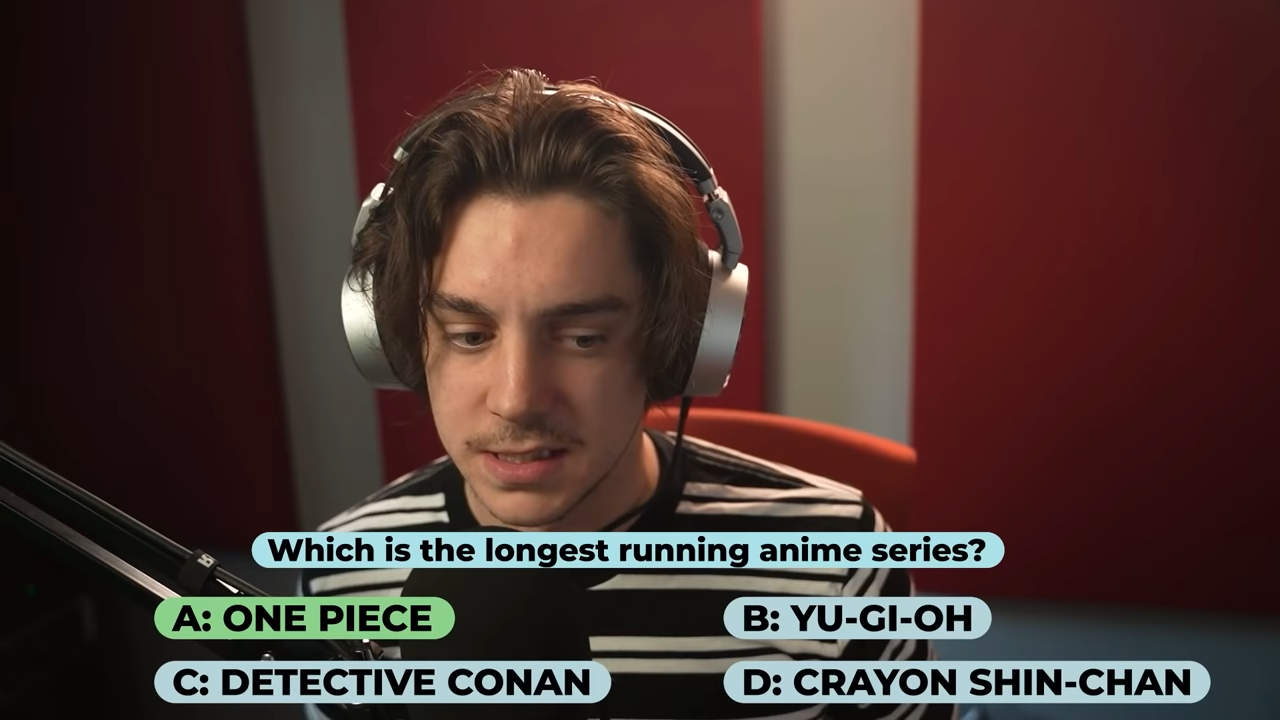 Which is the longest running anime series?
A: ONE PIECE
B: YU-GI-OH
C: DETECTIVE CONAN
D: CRAYON SHIN-CHAN